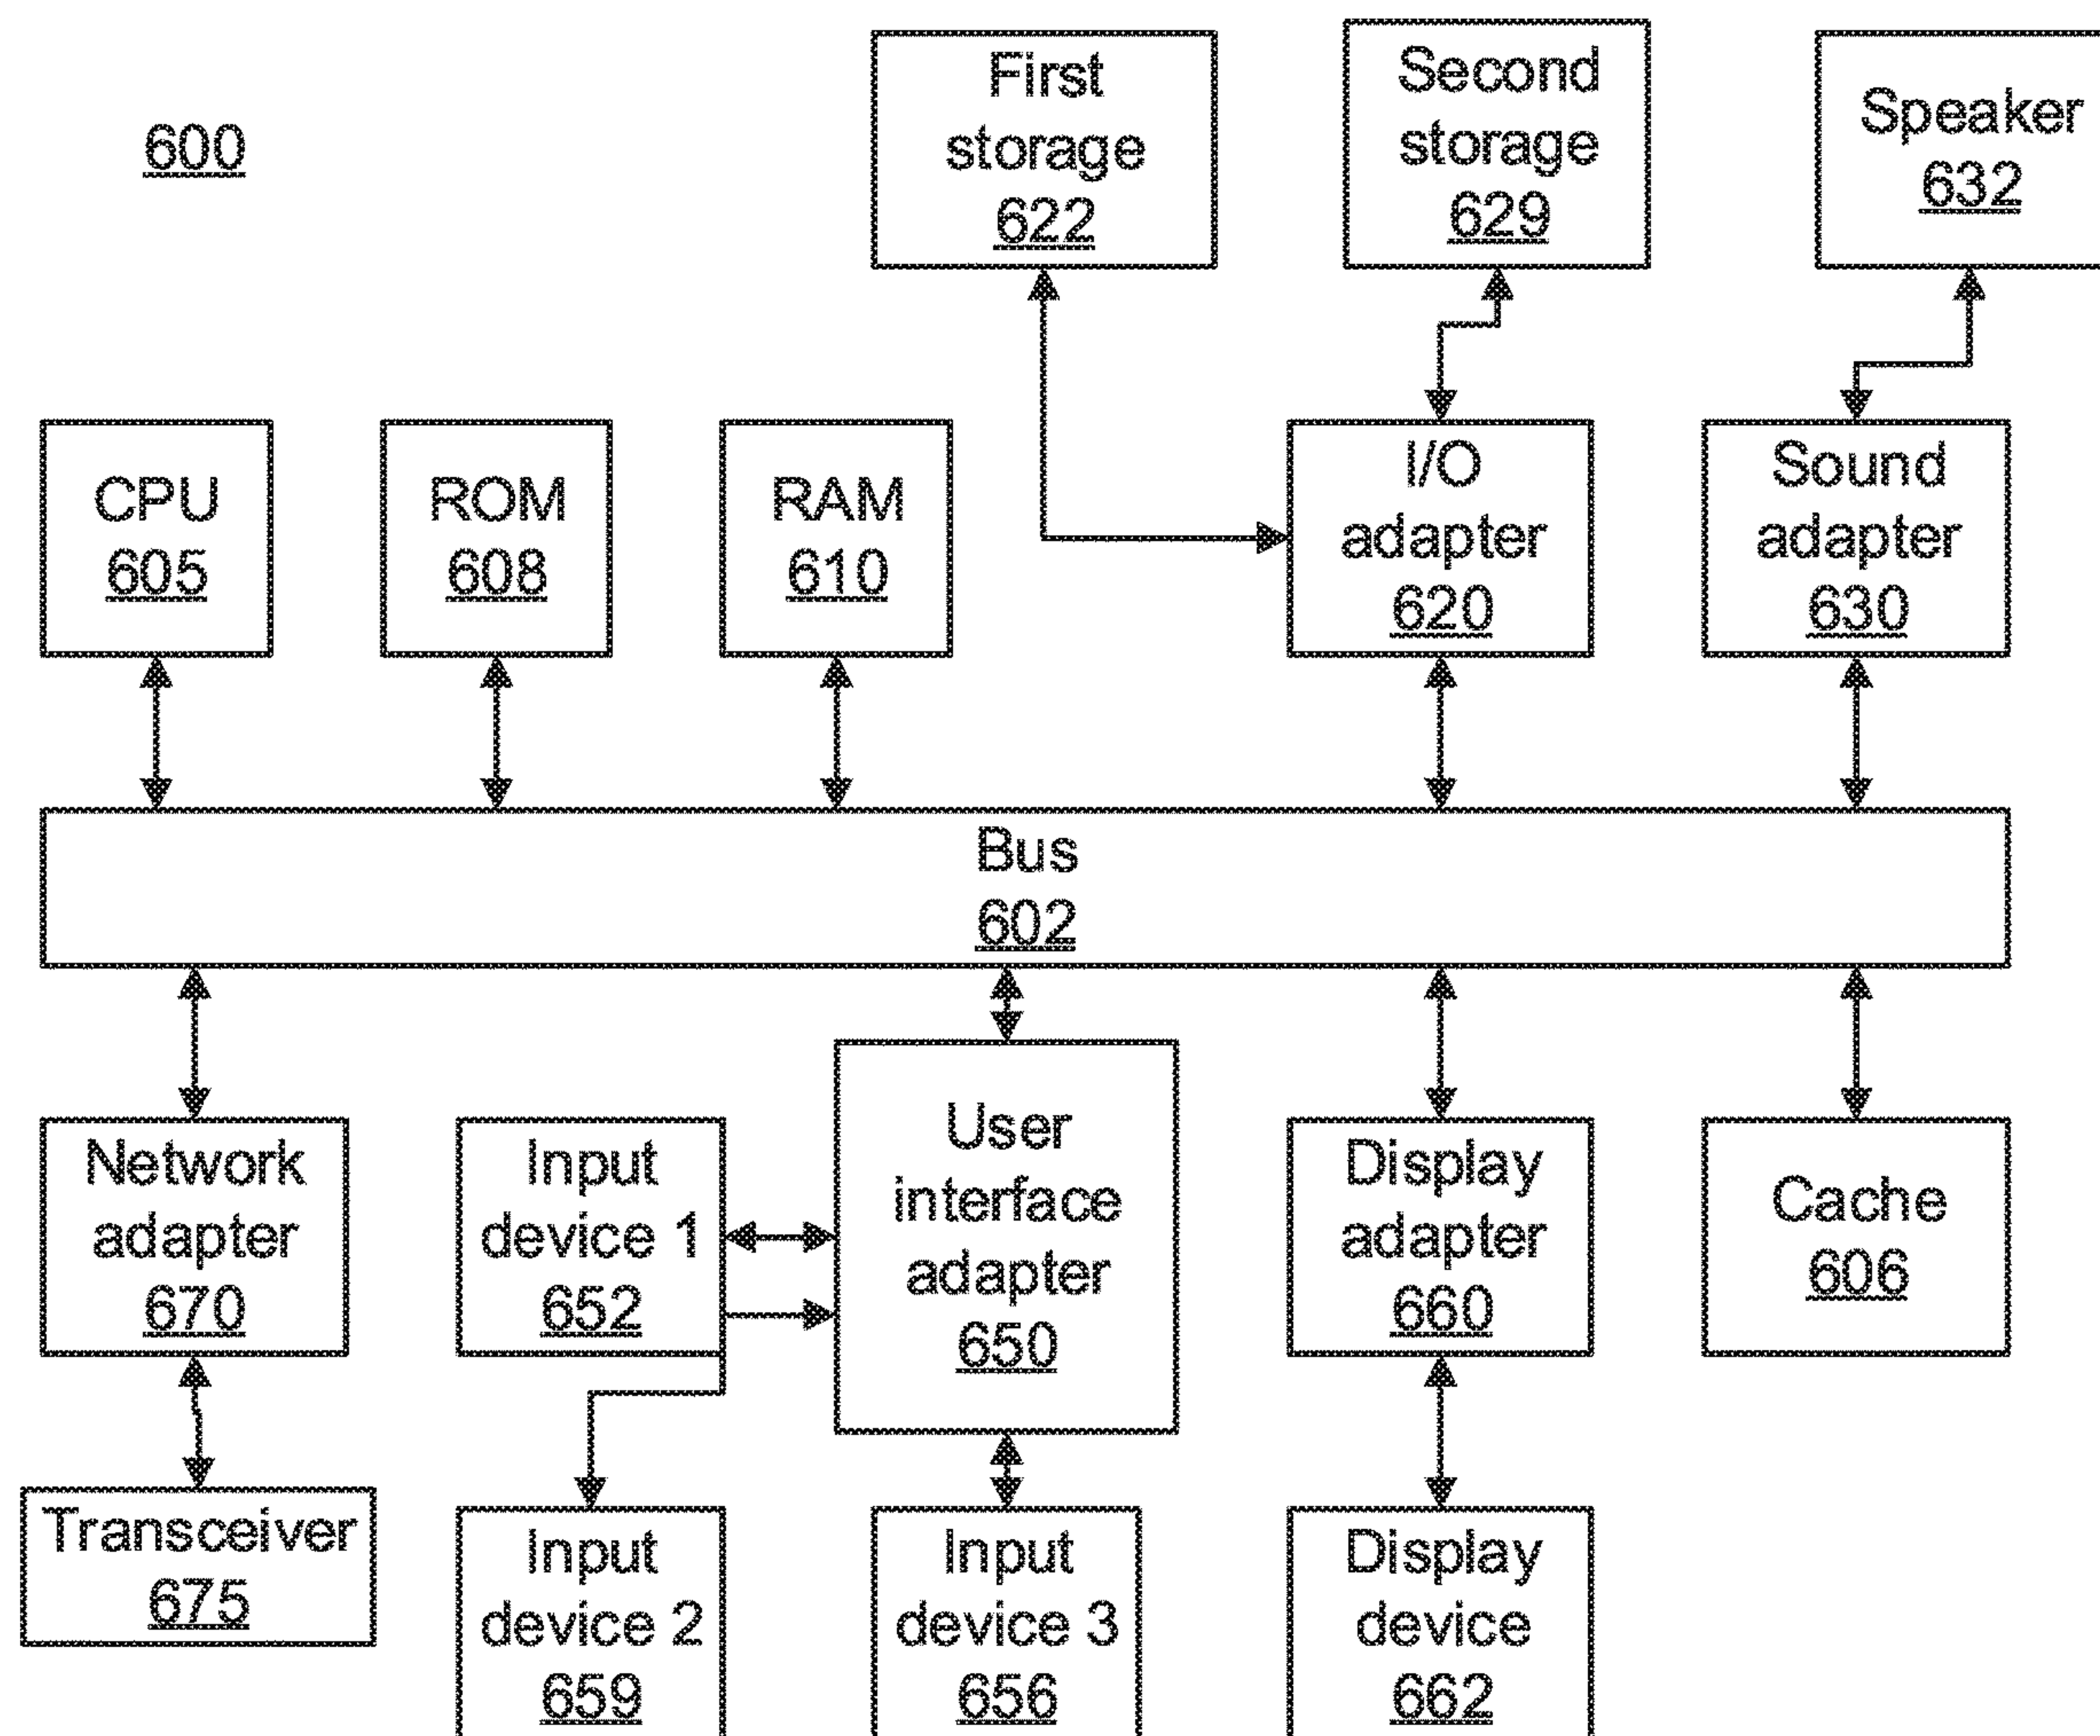 600
First
storage
622
Second
storage
629
Speaker
632
CPU
605
ROM
608
RAM
610
I/O
adapter
620
Sound
adapter
630
Bus
602
Network
adapter
670
Input
device 1
652
User
interface
adapter
650
Display
adapter
660
Cache
606
Transceiver
675
Input
device 2
659
Input
device 3
656
Display
device
662